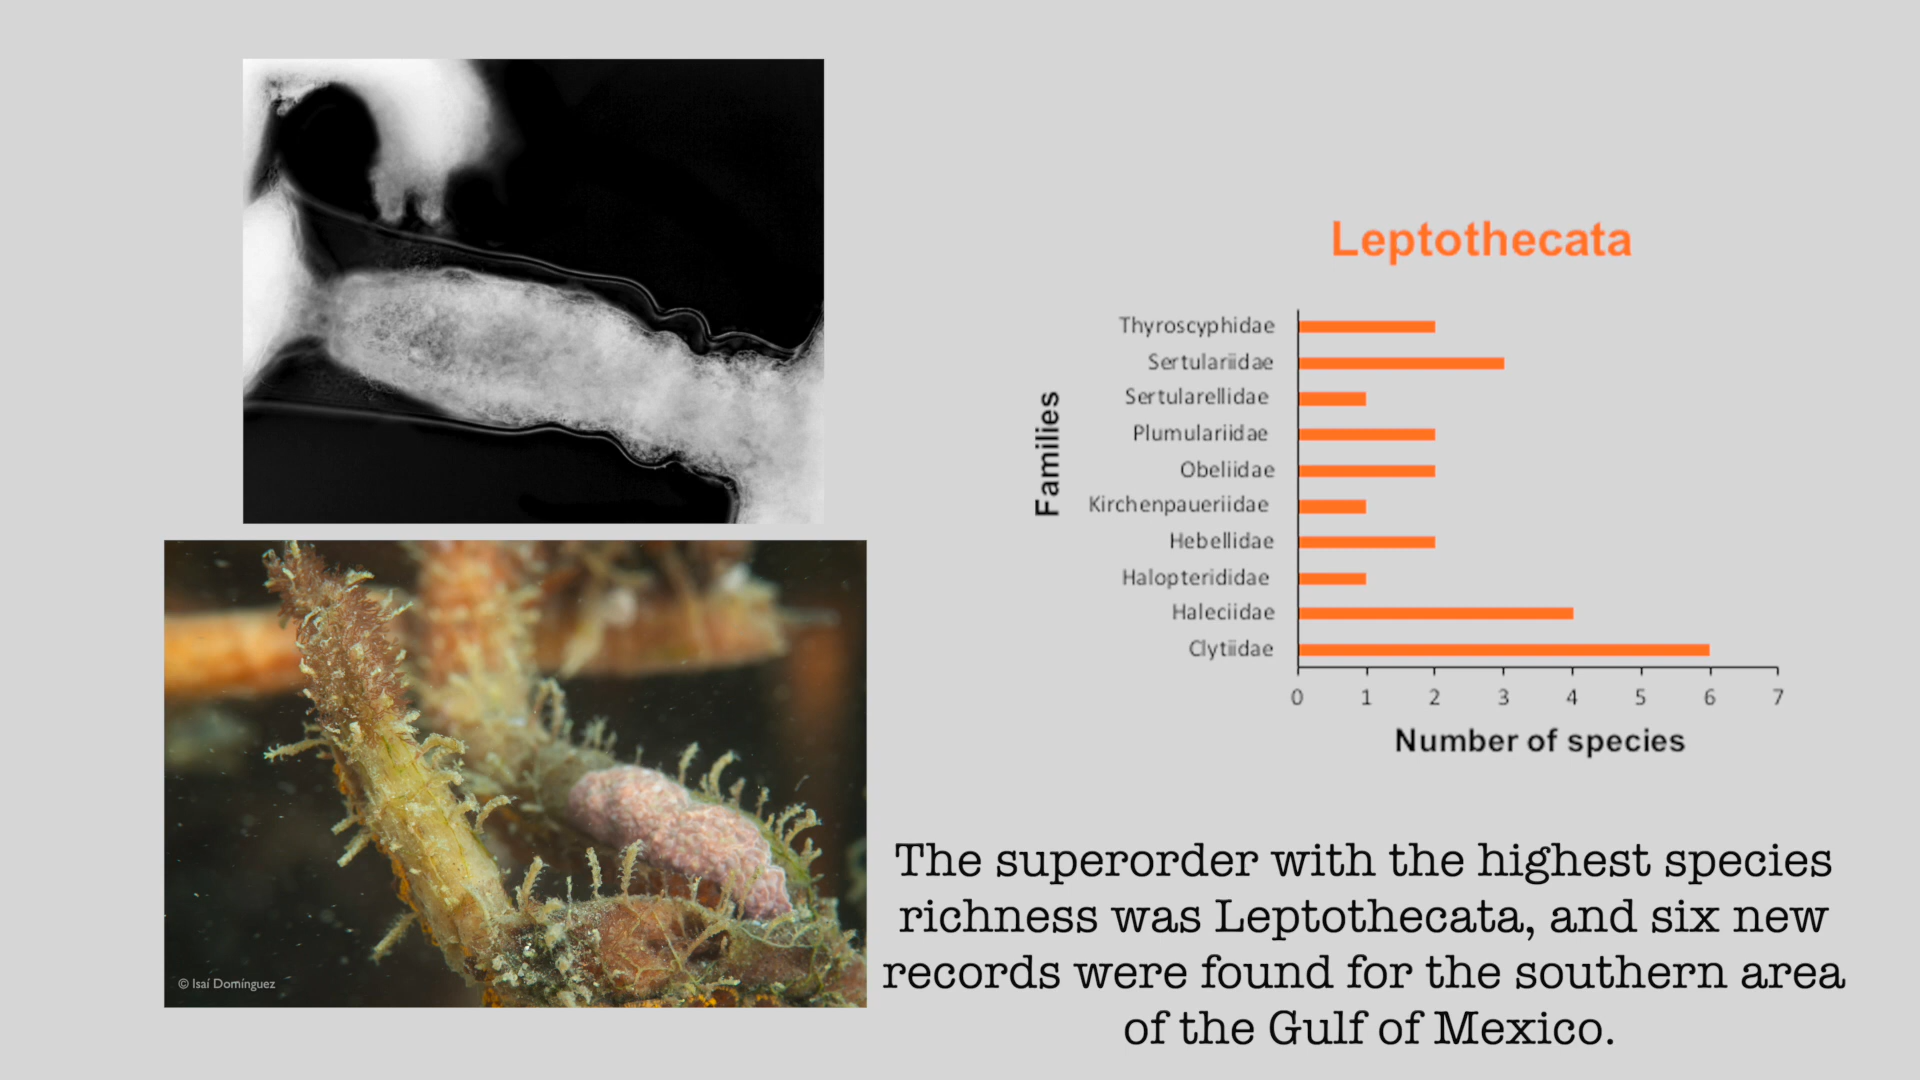 Leptothecata
Families
Thyroscyphidae
Sertulariidae
Sertularellidae
Plumulariidae
Obeliidae
Kirchenpaueriidae
Hebellidae
Halopterididae
Haleciidae
Clytiidae
0 1 2 3 4 5 6 7
Number of species
© Isaí Domínguez
The superorder with the highest species
richness was Leptothecata, and six new
records were found for the southern area
of the Gulf of Mexico.